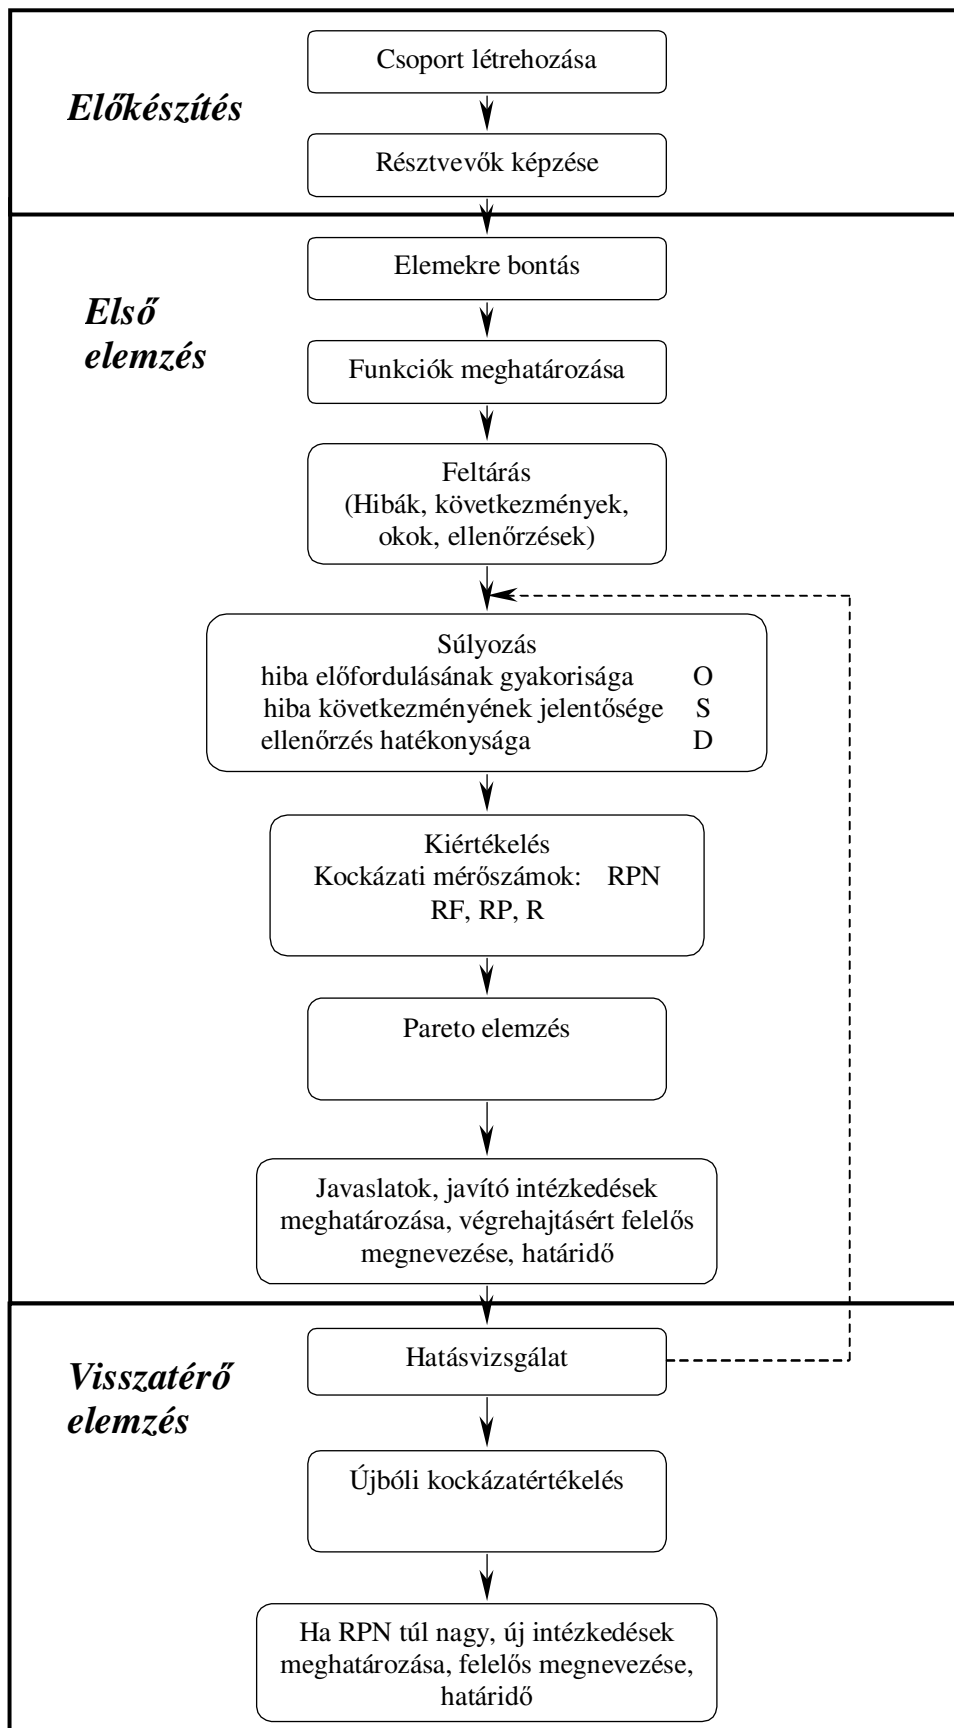 Előkészítés
Csoport létrehozása
Résztvevők képzése
Első
elemzés
Elemekre bontás
Funkciók meghatározása
Feltárás
(Hibák, következmények,
okok, ellenőrzések)
Súlyozás
hiba előfordulásának gyakorisága O
hiba következményének jelentősége S
ellenőrzés hatékonysága D
Kiértékelés
Kockázati mérőszámok: RPN
RF, RP, R
Pareto elemzés
Javaslatok, javító intézkedések
meghatározása, végrehajtásért felelős
megnevezése, határidő
Visszatérő
elemzés
Hatásvizsgálat
Újbóli kockázatértékelés
Ha RPN túl nagy, új intézkedések
meghatározása, felelős megnevezése,
határidő